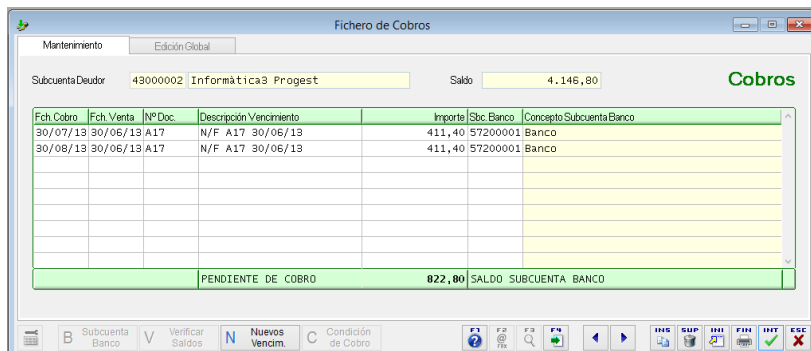 Fichero de Cobros
Mantenimiento Edición Global
Subcuenta Deudor 43000002 Informàtica3 Progest Saldo 4.146,80 Cobros
Fch. Cobro Fch. Venta Nº Doc. Descripción Vencimiento Importe Sbc. Banco Concepto Subcuenta Banco
30/07/13 30/06/13 A17 N/F A17 30/06/13 411,40 57200001 Banco
30/08/13 30/06/13 A17 N/F A17 30/06/13 411,40 57200001 Banco
PENDIENTE DE COBRO 822,80 SALDO SUBCUENTA BANCO
B Subcuenta Banco V Verificar Saldos N Nuevos Vencim. C Condición de Cobro F1 F2 F3 F4 INS SUP INI FIN INT ESC